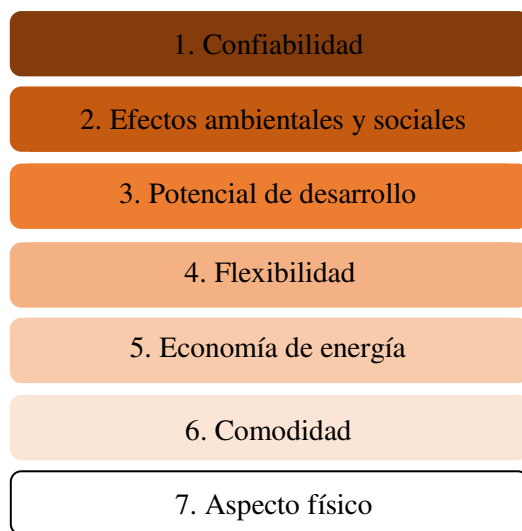 1. Confiabilidad
2. Efectos ambientales y sociales
3. Potencial de desarrollo
4. Flexibilidad
5. Economía de energía
6. Comodidad
7. Aspecto físico